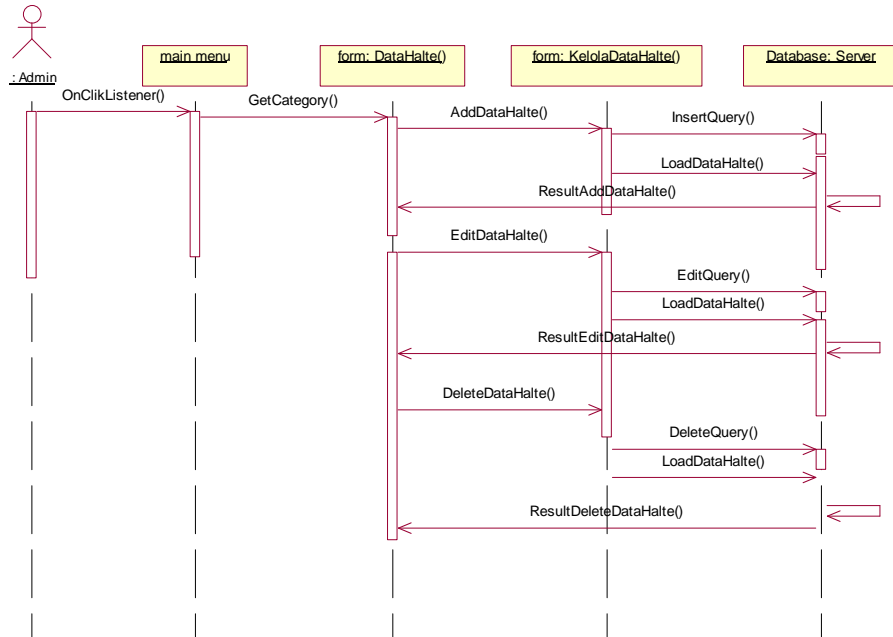 main menu
form: DataHalte()
form: KelolaDataHalte()
Database: Server
: Admin
OnClikListener()
GetCategory()
AddDataHalte()
InsertQuery()
LoadDataHalte()
ResultAddDataHalte()
EditDataHalte()
EditQuery()
LoadDataHalte()
ResultEditDataHalte()
DeleteDataHalte()
DeleteQuery()
LoadDataHalte()
ResultDeleteDataHalte()